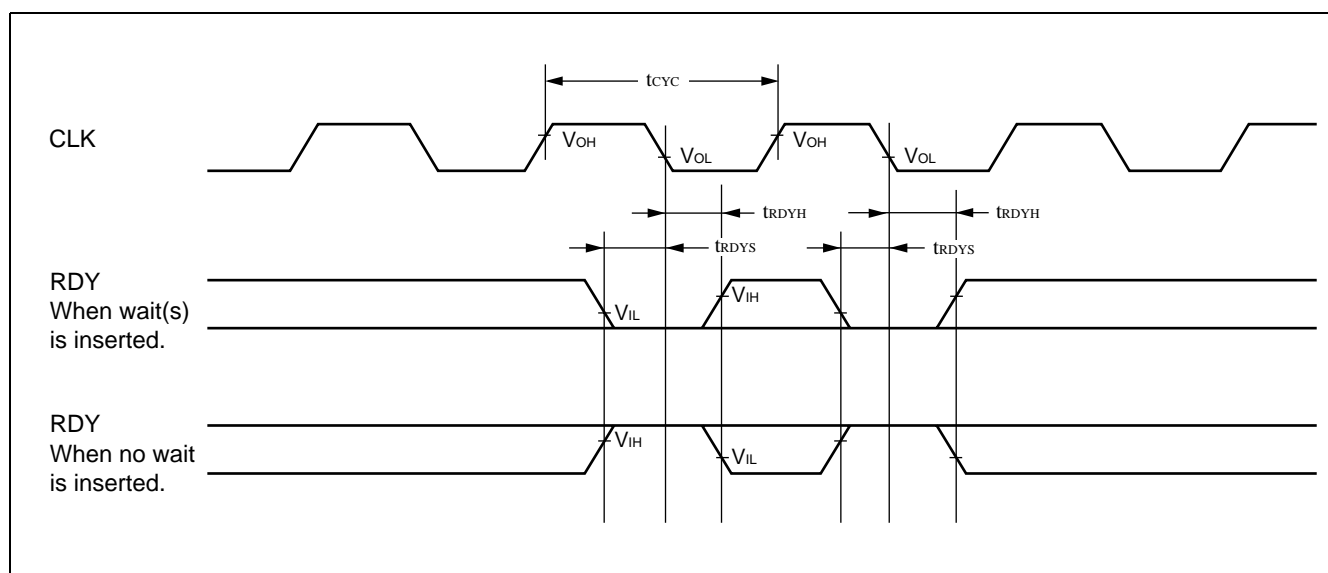 tCYC
CLK
VOH
VOL
VOH
VOL
tRDYH
tRDYH
tRDYS
tRDYS
RDY
When wait(s)
is inserted.
VIH
VIL
RDY
When no wait
is inserted.
VIH
VIL